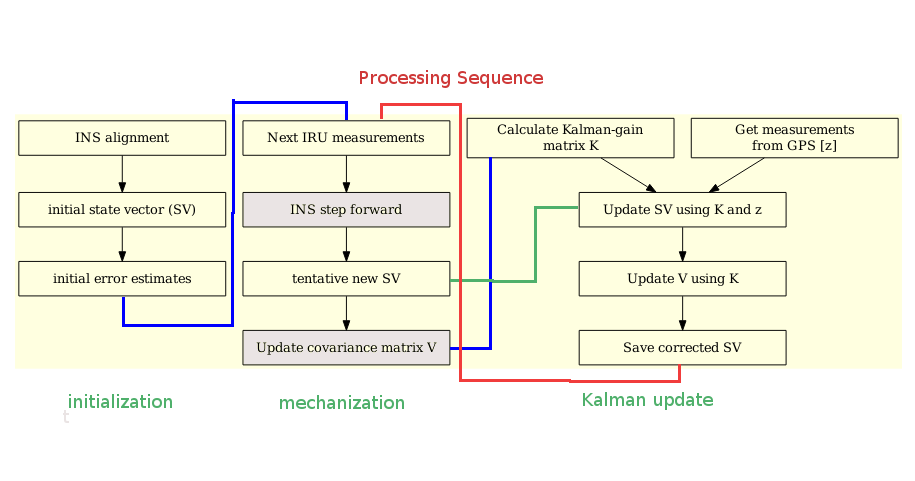 Processing Sequence
INS alignment
initial state vector (SV)
initial error estimates
initialization
t
Next IRU measurements
INS step forward
tentative new SV
Update covariance matrix V
mechanization
Calculate Kalman-gain
matrix K
Get measurements
from GPS [z]
Update SV using K and z
Update V using K
Save corrected SV
Kalman update